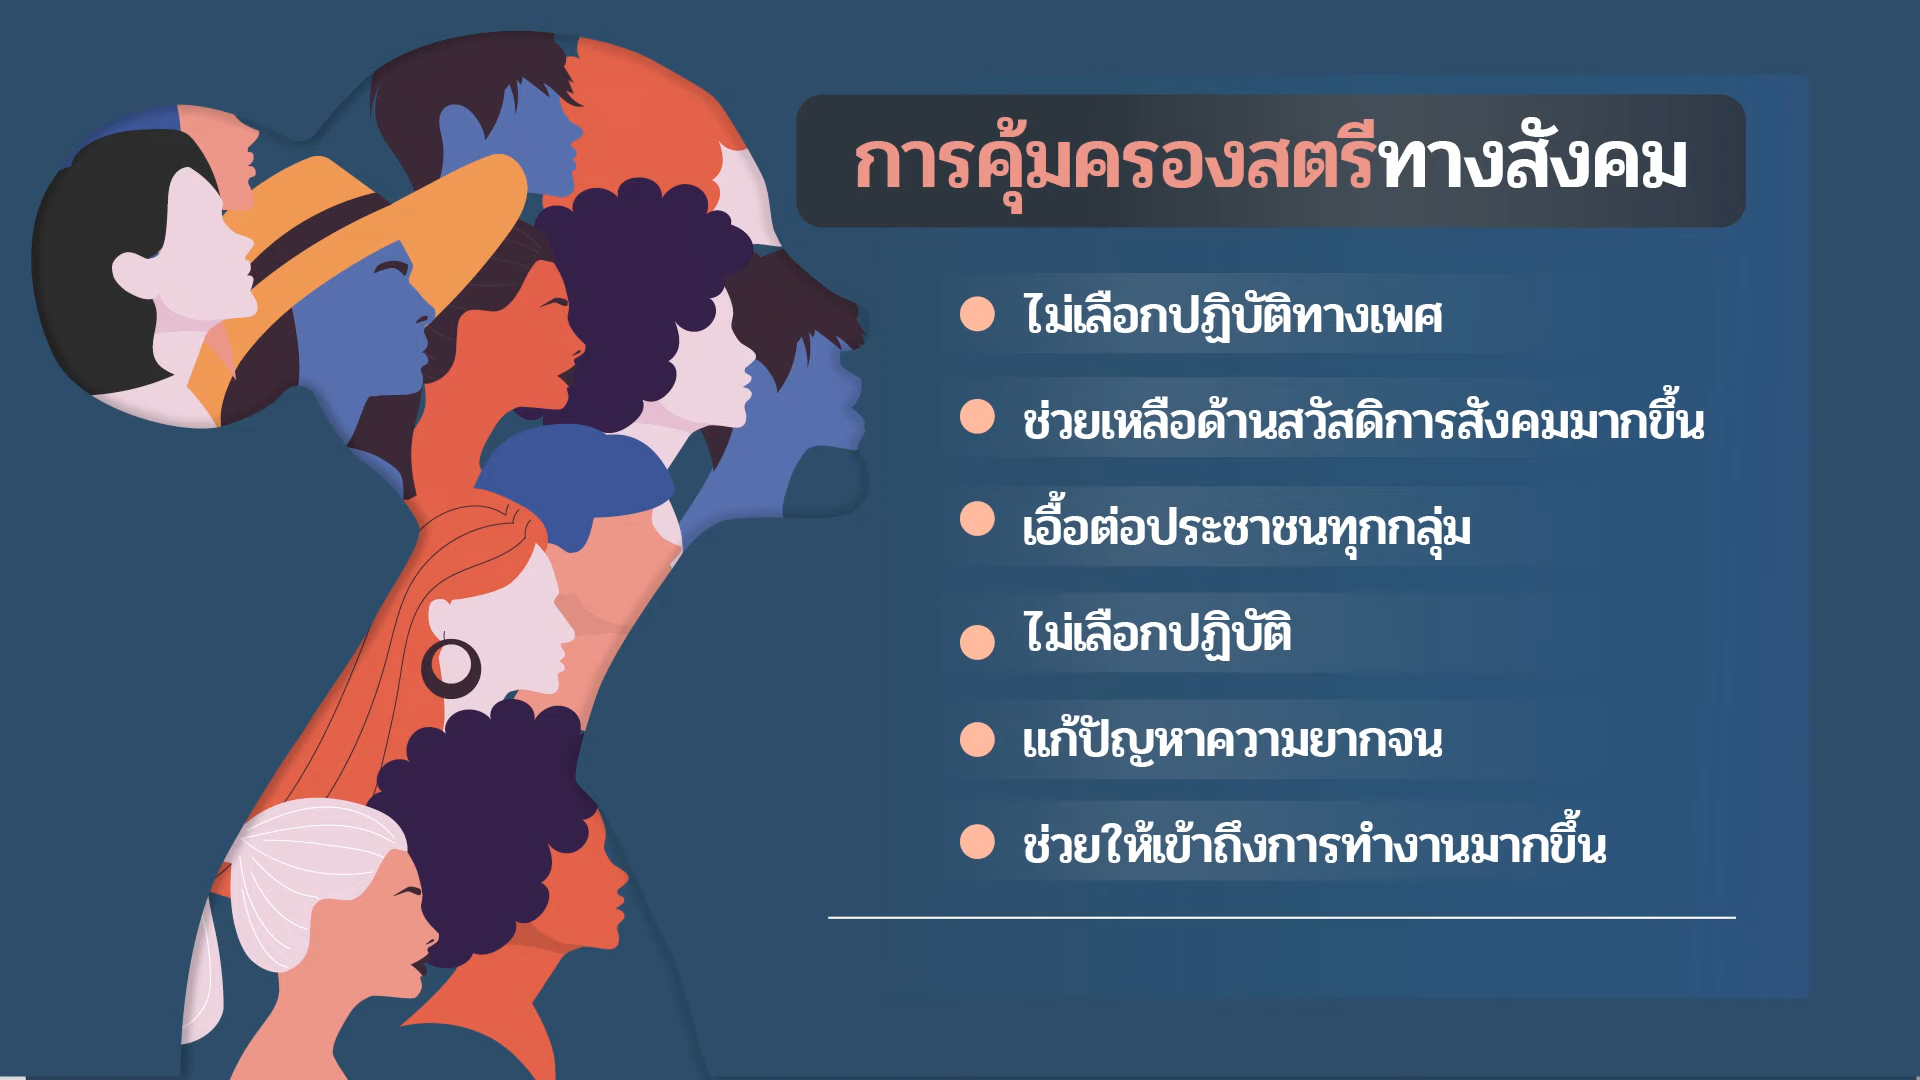 การคุ้มครองสตรีทางสังคม
ไม่เลือกปฏิบัติทางเพศ
ช่วยเหลือด้านสวัสดิการสังคมมากขึ้น
เอื้อต่อประชาชนทุกกลุ่ม
ไม่เลือกปฏิบัติ
แก้ปัญหาความยากจน
ช่วยให้เข้าถึงการทำงานมากขึ้น